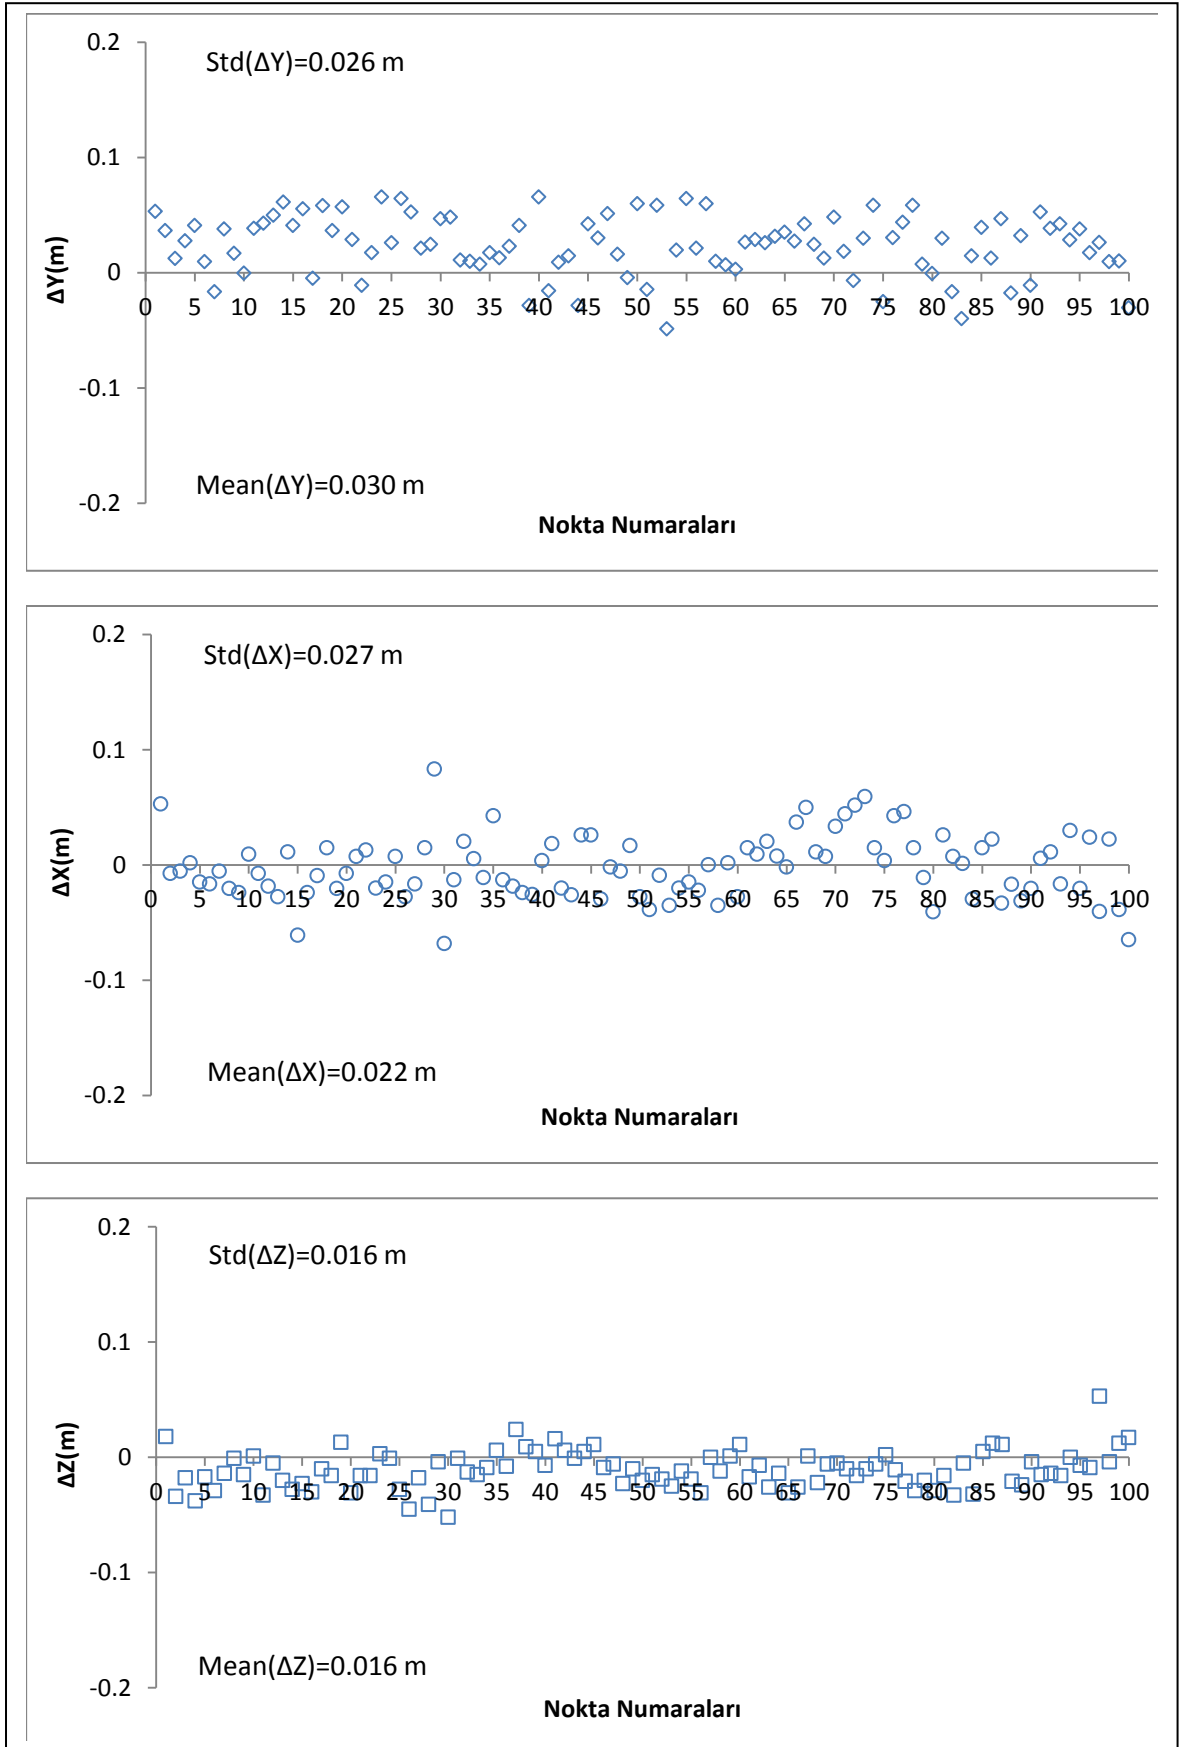 0.2
Std(ΔY)=0.026 m
0.1
ΔY(m)
0
0 5 10 15 20 25 30 35 40 45 50 55 60 65 70 75 80 85 90 95 100
-0.1
Mean(ΔY)=0.030 m
-0.2
Nokta Numaraları
0.2
Std(ΔX)=0.027 m
0.1
ΔX(m)
0
0 5 10 15 20 25 30 35 40 45 50 55 60 65 70 75 80 85 90 95 100
-0.1
Mean(ΔX)=0.022 m
-0.2
Nokta Numaraları
0.2
Std(ΔZ)=0.016 m
0.1
ΔZ(m)
0
0 5 10 15 20 25 30 35 40 45 50 55 60 65 70 75 80 85 90 95 100
-0.1
Mean(ΔZ)=0.016 m
-0.2
Nokta Numaraları